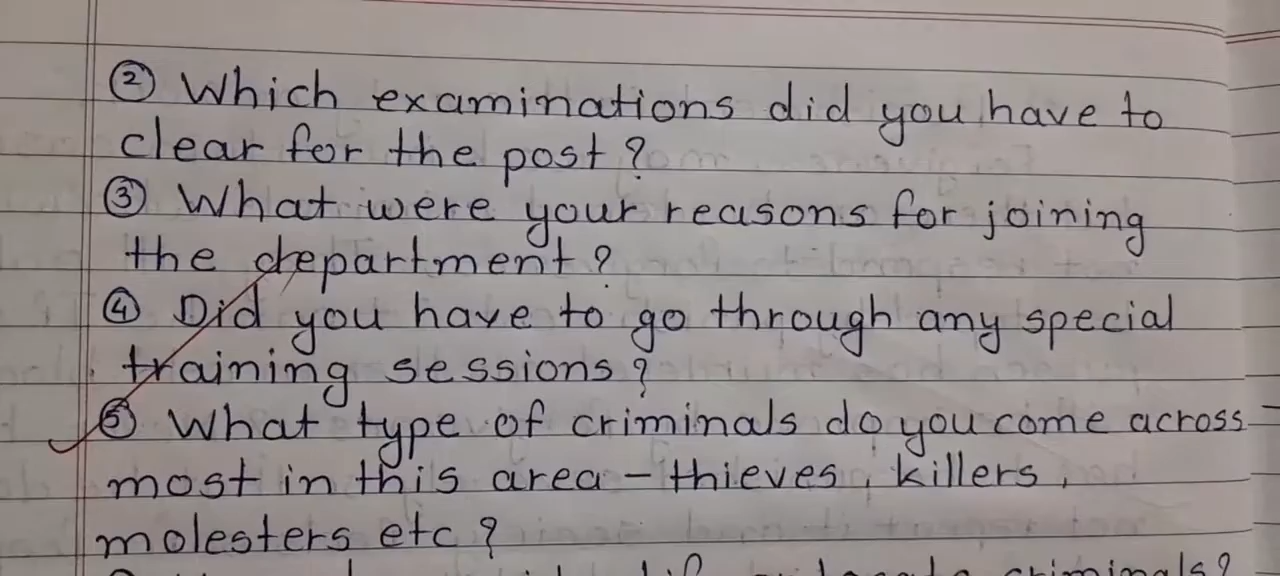 ② Which examinations did you have to
clear for the post?
③ What were your reasons for joining
the department?
④ Did you have to go through any special
training sessions?
⑤ What type of criminals do you come across
most in this area - thieves, killers,
molesters etc?
criminals?